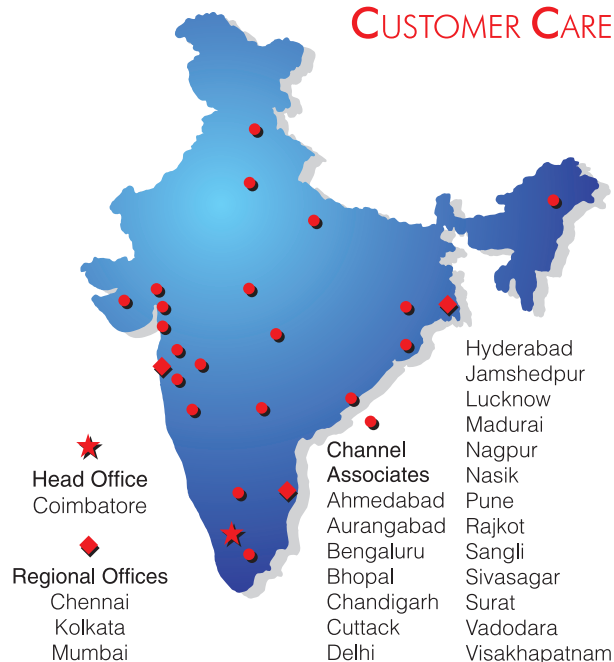 CUSTOMER CARE
Head Office
Coimbatore
Regional Offices
Chennai
Kolkata
Mumbai
Channel
Associates
Ahmedabad
Aurangabad
Bengaluru
Bhopal
Chandigarh
Cuttack
Delhi
Hyderabad
Jamshedpur
Lucknow
Madurai
Nagpur
Nasik
Pune
Rajkot
Sangli
Sivasagar
Surat
Vadodara
Visakhapatnam